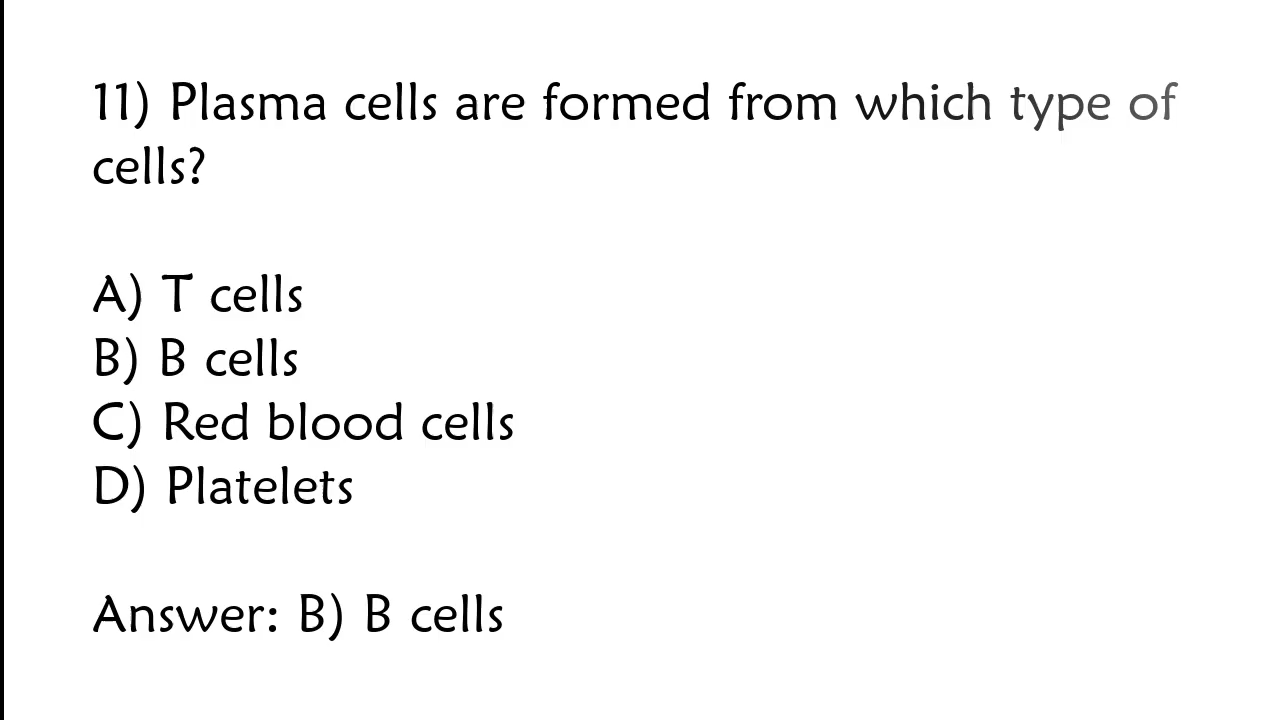 11) Plasma cells are formed from which type of
cells?
A) T cells
B) B cells
C) Red blood cells
D) Platelets
Answer: B) B cells